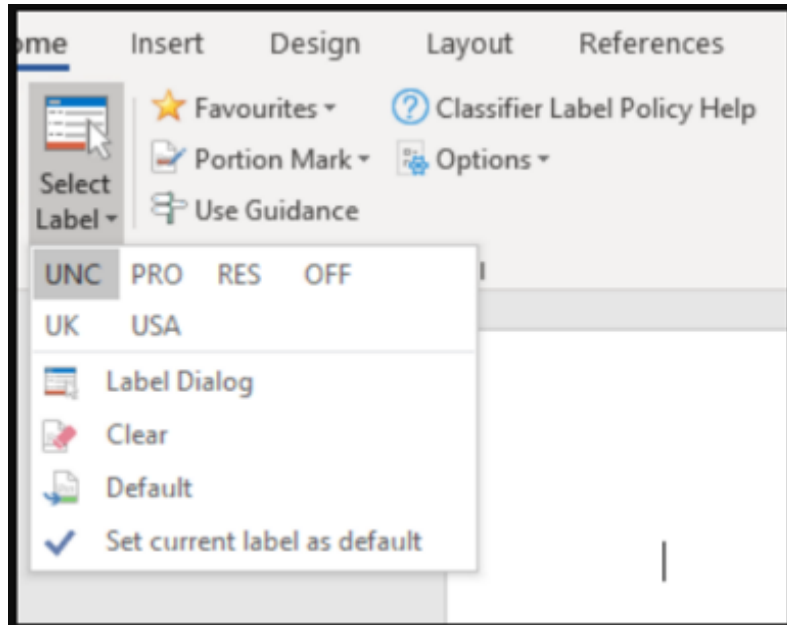 ome Insert Design Layout References
Favourites Classifier Label Policy Help
Portion Mark Options
Select
Label
Use Guidance
UNC PRO RES OFF
UK USA
Label Dialog
Clear
Default
Set current label as default